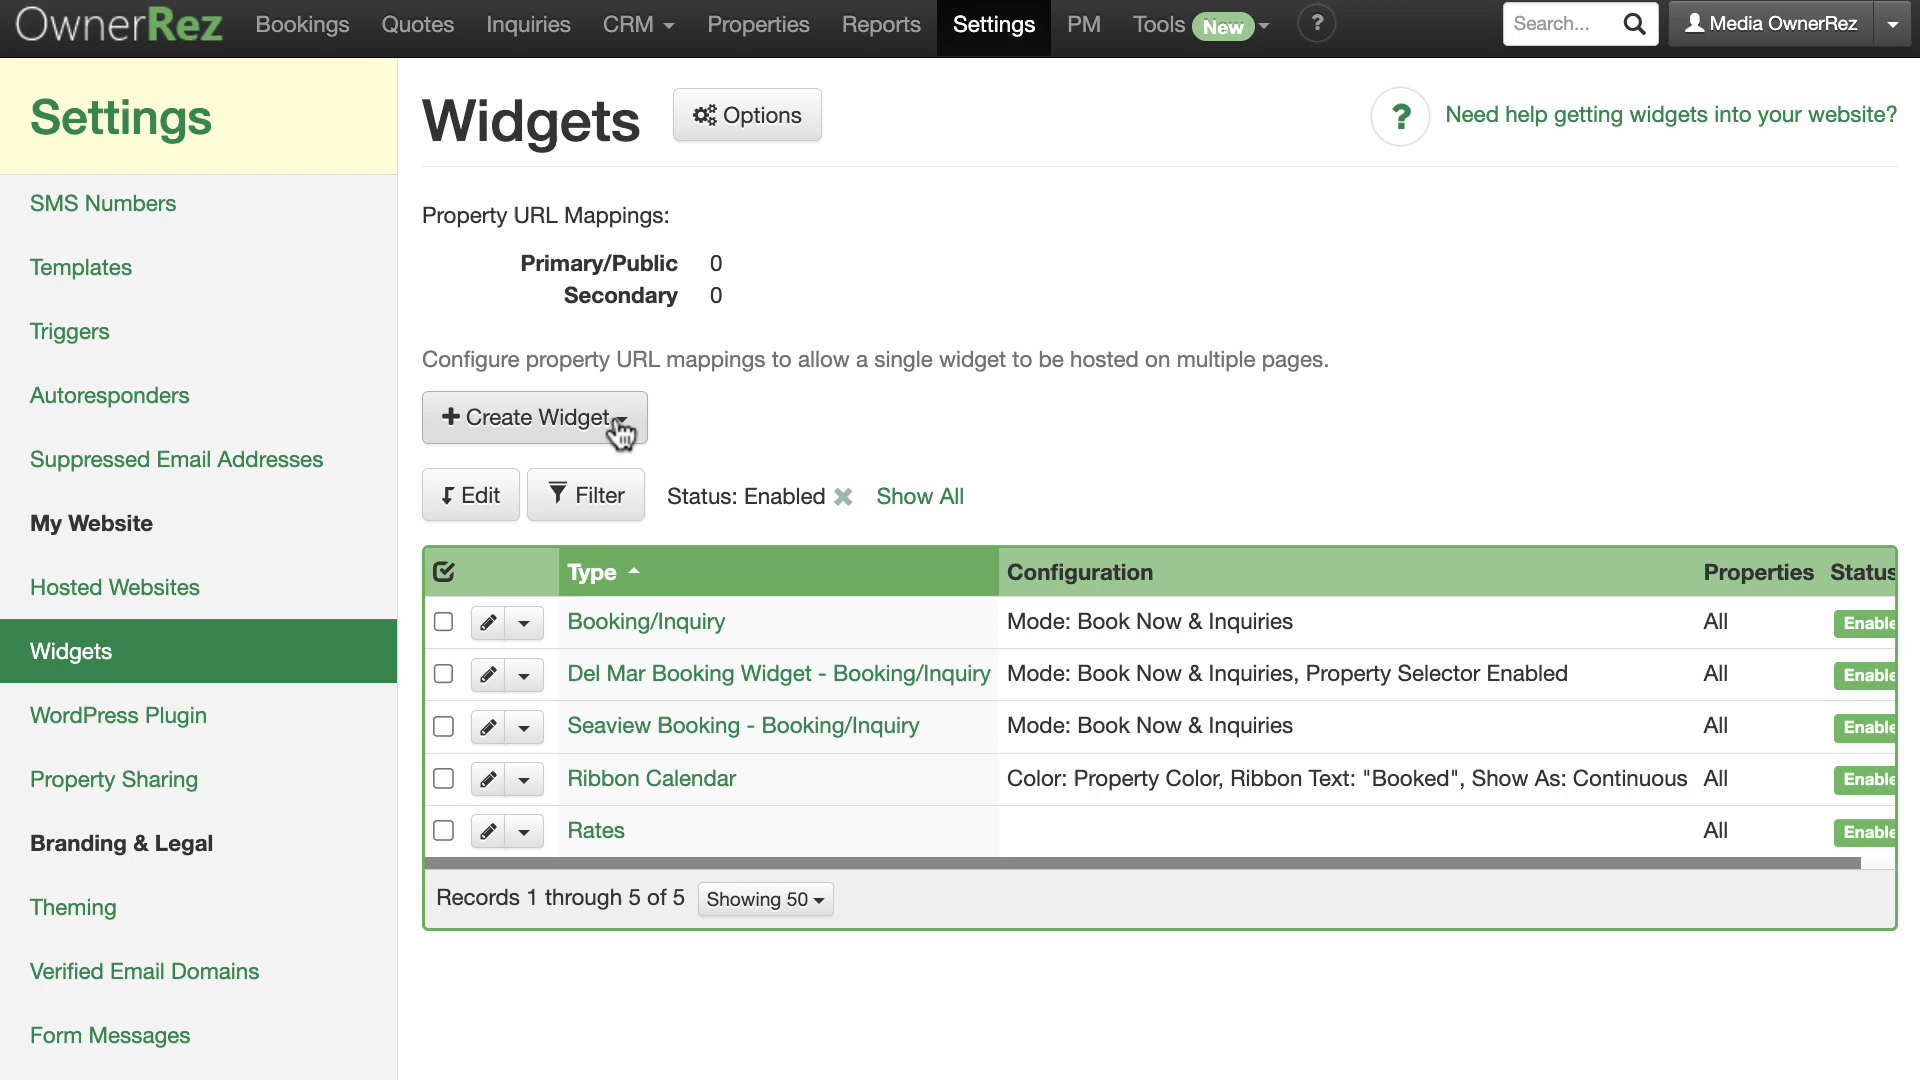 OwnerRez Bookings Quotes Inquiries CRM Properties Reports Settings PM Tools New ? Search... Media OwnerRez
Settings
SMS Numbers
Templates
Triggers
Autoresponders
Suppressed Email Addresses
My Website
Hosted Websites
Widgets
WordPress Plugin
Property Sharing
Branding & Legal
Theming
Verified Email Domains
Form Messages
Widgets Options ? Need help getting widgets into your website?
Property URL Mappings:
Primary/Public 0
Secondary 0
Configure property URL mappings to allow a single widget to be hosted on multiple pages.
+ Create Widget
Edit Filter Status: Enabled Show All
Type Configuration Properties Status
Booking/Inquiry Mode: Book Now & Inquiries All Enable
Del Mar Booking Widget - Booking/Inquiry Mode: Book Now & Inquiries, Property Selector Enabled All Enable
Seaview Booking - Booking/Inquiry Mode: Book Now & Inquiries All Enable
Ribbon Calendar Color: Property Color, Ribbon Text: "Booked", Show As: Continuous All Enable
Rates All Enable
Records 1 through 5 of 5 Showing 50